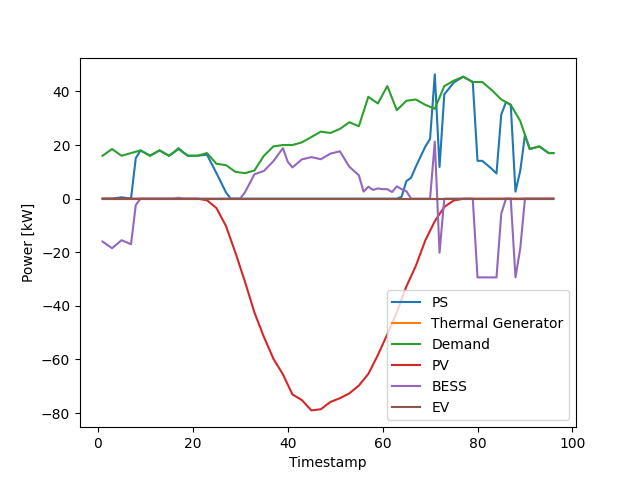 40
20
0
−20
−40
−60
−80
Power [kW]
PS
Thermal Generator
Demand
PV
BESS
EV
0 20 40 60 80 100
Timestamp